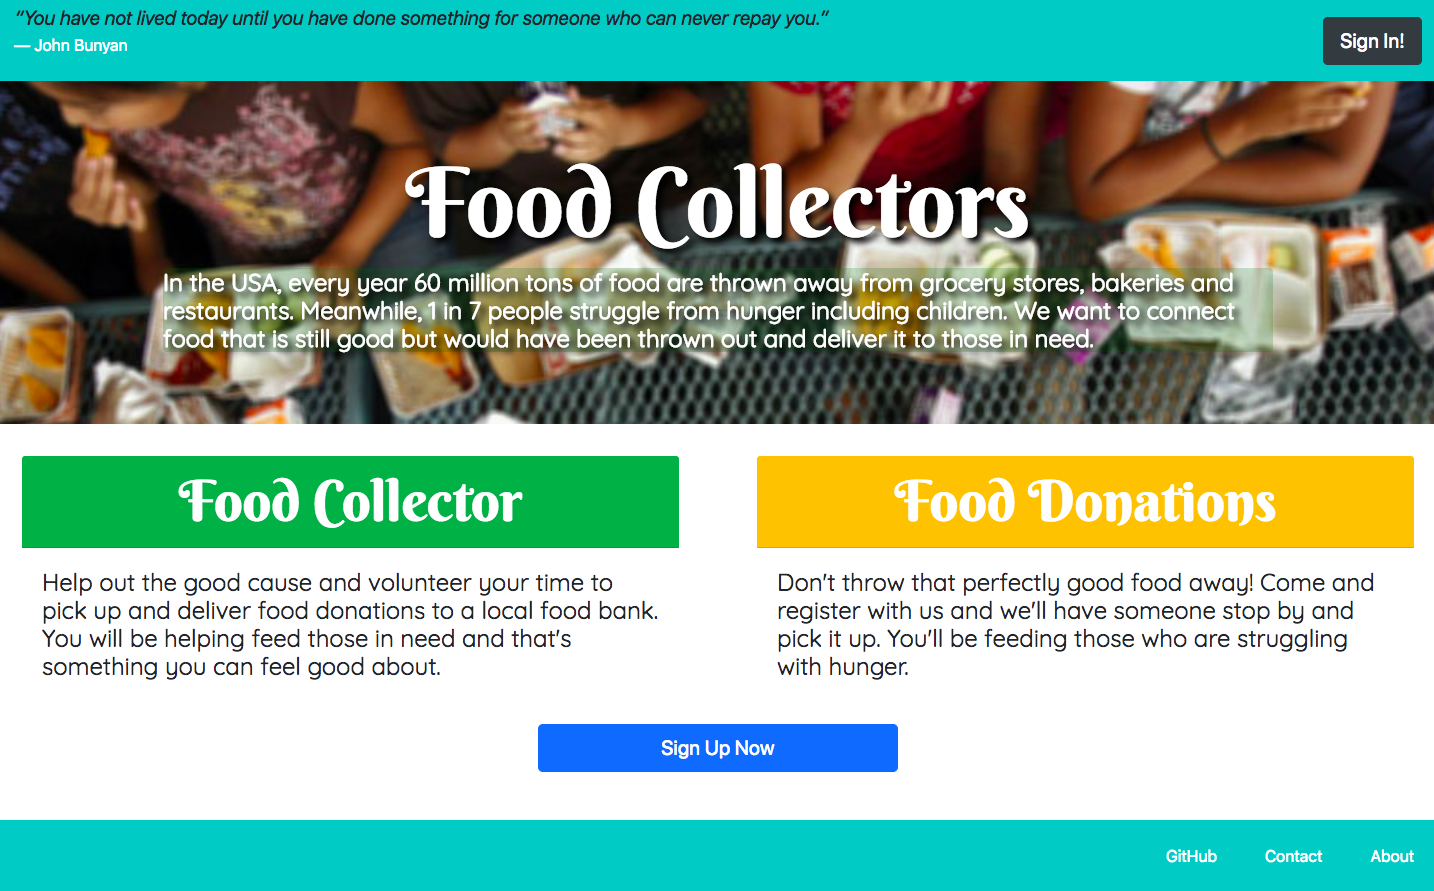 “You have not lived today until you have done something for someone who can never repay you.”
— John Bunyan
Sign In!
Food Collectors
In the USA, every year 60 million tons of food are thrown away from grocery stores, bakeries and
restaurants. Meanwhile, 1 in 7 people struggle from hunger including children. We want to connect
food that is still good but would have been thrown out and deliver it to those in need.
Food Collector
Help out the good cause and volunteer your time to
pick up and deliver food donations to a local food bank.
You will be helping feed those in need and that's
something you can feel good about.
Food Donations
Don't throw that perfectly good food away! Come and
register with us and we'll have someone stop by and
pick it up. You'll be feeding those who are struggling
with hunger.
Sign Up Now
GitHub
Contact
About